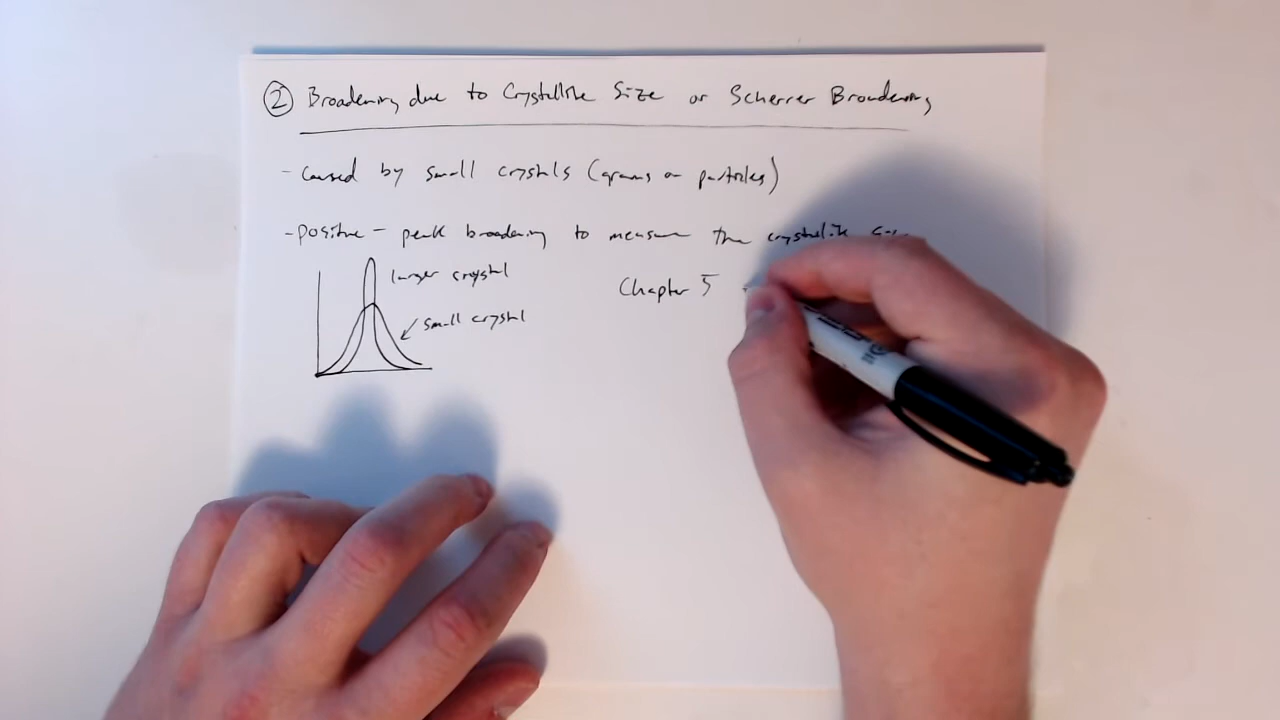 ② Broadening due to Crystallite Size or Scherrer Broadening
- caused by small crystals (grains or particles)
- positive - peak broadening to measure the crystallite
larger crystal
Chapter 5
small crystal